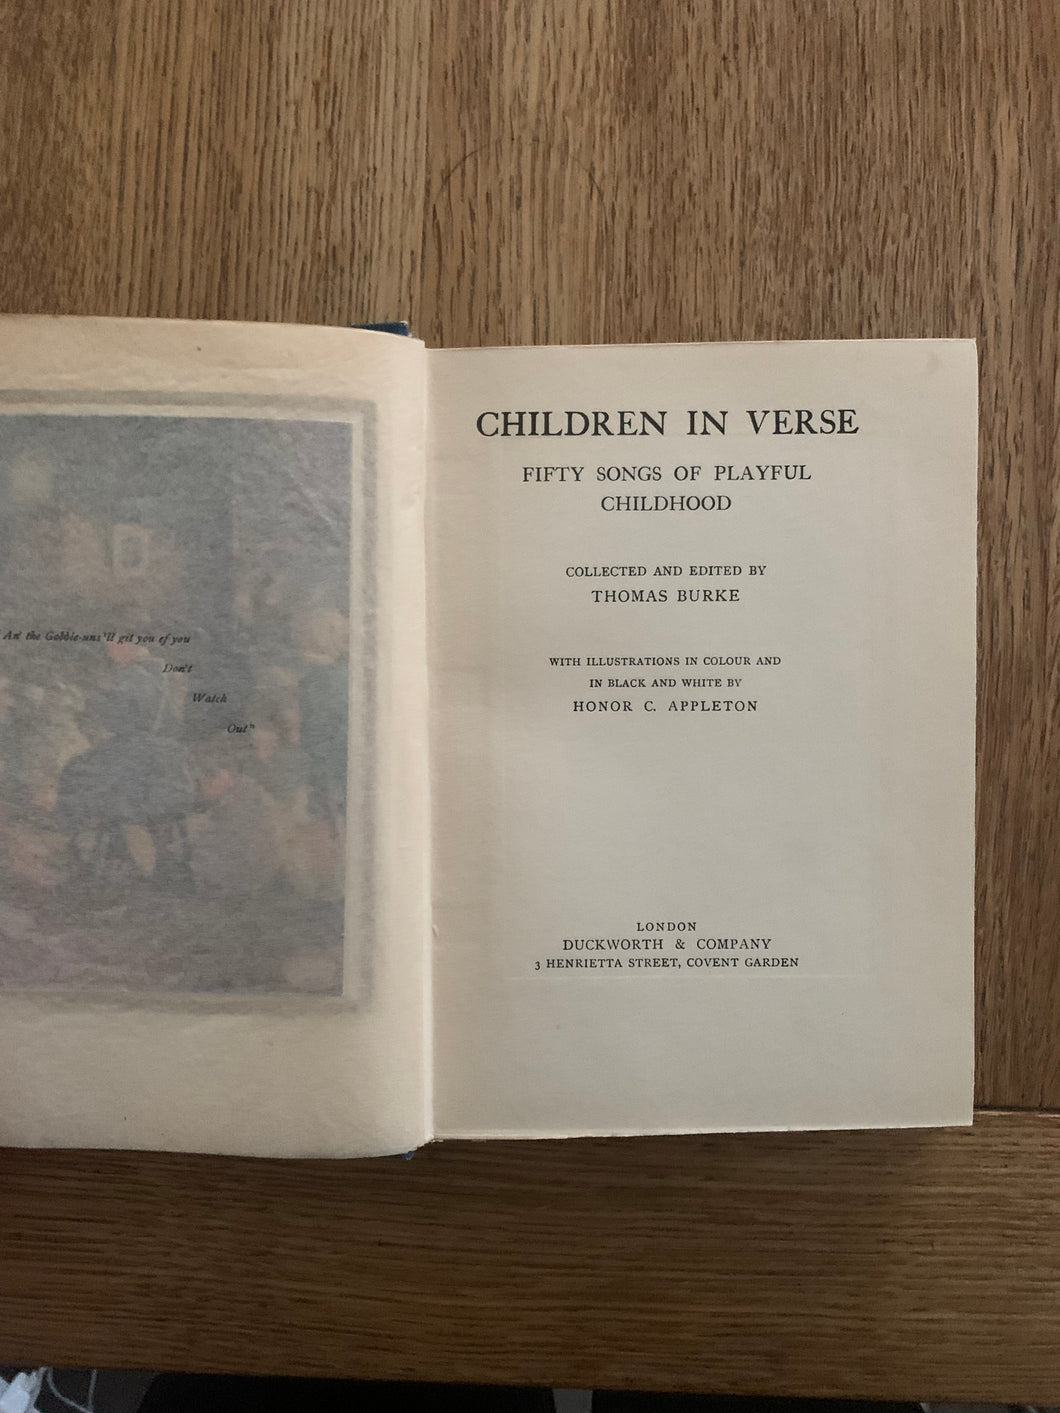 An' the Gobble-uns'll git you ef you
Don't
Watch
Out"
CHILDREN IN VERSE
FIFTY SONGS OF PLAYFUL
CHILDHOOD
COLLECTED AND EDITED BY
THOMAS BURKE
WITH ILLUSTRATIONS IN COLOUR AND
IN BLACK AND WHITE BY
HONOR C. APPLETON
LONDON
DUCKWORTH & COMPANY
3 HENRIETTA STREET, COVENT GARDEN